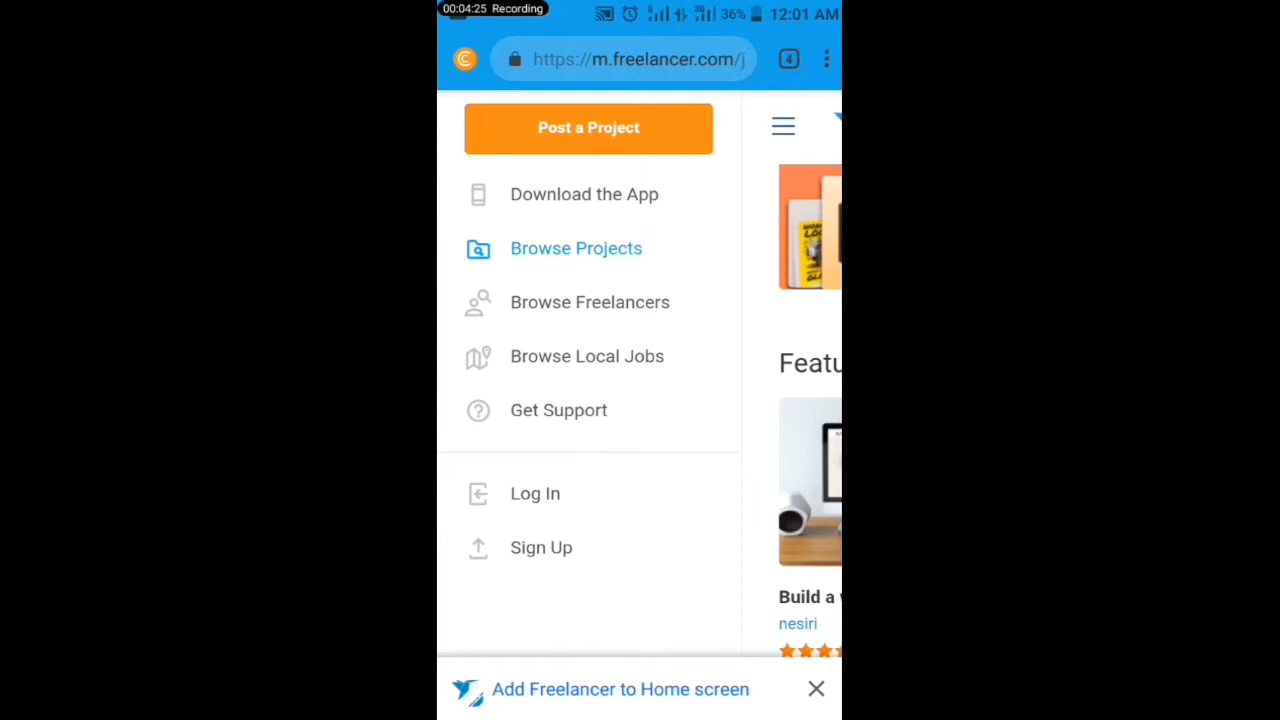 00:04:25 Recording
3G 36% 12:01 AM
https://m.freelancer.com/j
4
Post a Project
Download the App
Browse Projects
Browse Freelancers
Browse Local Jobs
Get Support
Log In
Sign Up
Featu
Build a
nesiri
Add Freelancer to Home screen